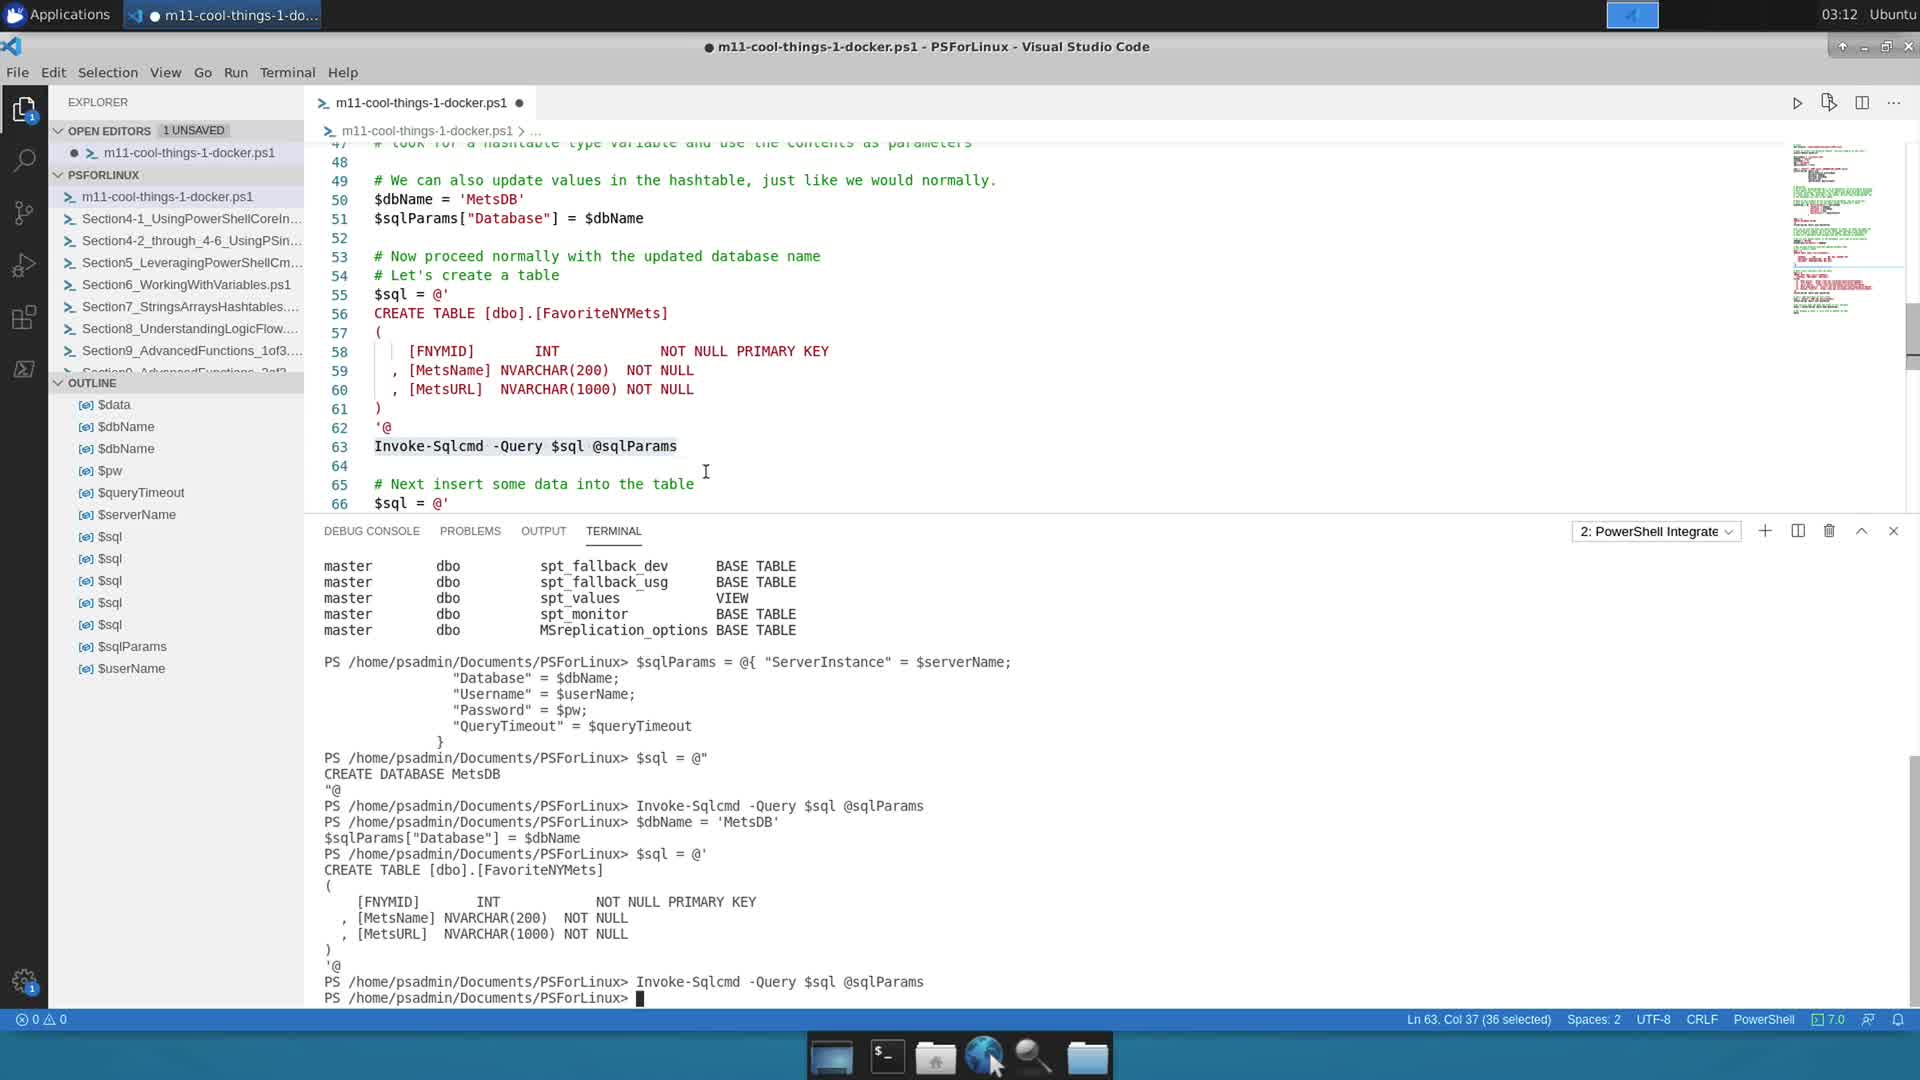 Applications
m11-cool-things-1-do...
03:12 Ubuntu
m11-cool-things-1-docker.ps1 - PSForLinux - Visual Studio Code
File Edit Selection View Go Run Terminal Help
EXPLORER
OPEN EDITORS 1 UNSAVED
m11-cool-things-1-docker.ps1
PSFORLINUX
m11-cool-things-1-docker.ps1
Section4-1_UsingPowerShellCoreIn...
Section4-2_through_4-6_UsingPSin...
Section5_LeveragingPowerShellCm...
Section6_WorkingWithVariables.ps1
Section7_StringsArraysHashtables....
Section8_UnderstandingLogicFlow....
Section9_AdvancedFunctions_1of3....
OUTLINE
$data
$dbName
$dbName
$pw
$queryTimeout
$serverName
$sql
$sql
$sql
$sql
$sql
$sqlParams
$userName
m11-cool-things-1-docker.ps1
m11-cool-things-1-docker.ps1 > ...
47 # look for a hashtable type variable and use the contents as parameters
48
49 # We can also update values in the hashtable, just like we would normally.
50 $dbName = 'MetsDB'
51 $sqlParams["Database"] = $dbName
52
53 # Now proceed normally with the updated database name
54 # Let's create a table
55 $sql = @'
56 CREATE TABLE [dbo].[FavoriteNYMets]
57 (
58 [FNYMID] INT NOT NULL PRIMARY KEY
59 , [MetsName] NVARCHAR(200) NOT NULL
60 , [MetsURL] NVARCHAR(1000) NOT NULL
61 )
62 '@
63 Invoke-Sqlcmd -Query $sql @sqlParams
64
65 # Next insert some data into the table
66 $sql = @'
DEBUG CONSOLE PROBLEMS OUTPUT TERMINAL
2: PowerShell Integrate
master dbo spt_fallback_dev BASE TABLE
master dbo spt_fallback_usg BASE TABLE
master dbo spt_values VIEW
master dbo spt_monitor BASE TABLE
master dbo MSreplication_options BASE TABLE
PS /home/psadmin/Documents/PSForLinux> $sqlParams = @{ "ServerInstance" = $serverName;
"Database" = $dbName;
"Username" = $userName;
"Password" = $pw;
"QueryTimeout" = $queryTimeout
}
PS /home/psadmin/Documents/PSForLinux> $sql = @"
CREATE DATABASE MetsDB
"@
PS /home/psadmin/Documents/PSForLinux> Invoke-Sqlcmd -Query $sql @sqlParams
PS /home/psadmin/Documents/PSForLinux> $dbName = 'MetsDB'
$sqlParams["Database"] = $dbName
PS /home/psadmin/Documents/PSForLinux> $sql = @'
CREATE TABLE [dbo].[FavoriteNYMets]
(
[FNYMID] INT NOT NULL PRIMARY KEY
, [MetsName] NVARCHAR(200) NOT NULL
, [MetsURL] NVARCHAR(1000) NOT NULL
)
'@
PS /home/psadmin/Documents/PSForLinux> Invoke-Sqlcmd -Query $sql @sqlParams
PS /home/psadmin/Documents/PSForLinux>
0 0
Ln 63, Col 37 (36 selected) Spaces: 2 UTF-8 CRLF PowerShell 7.0